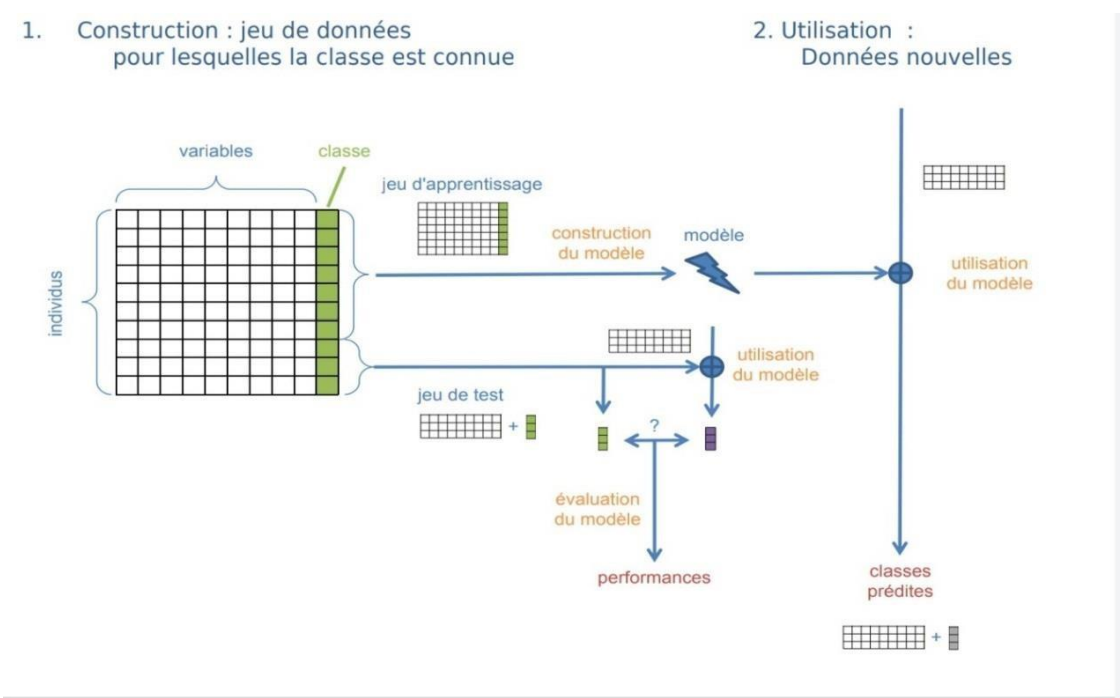 1. Construction : jeu de données
pour lesquelles la classe est connue
2. Utilisation :
Données nouvelles
variables
classe
individus
jeu d'apprentissage
construction
du modèle
modèle
utilisation
du modèle
utilisation
du modèle
jeu de test
+
?
évaluation
du modèle
performances
classes
prédites
+